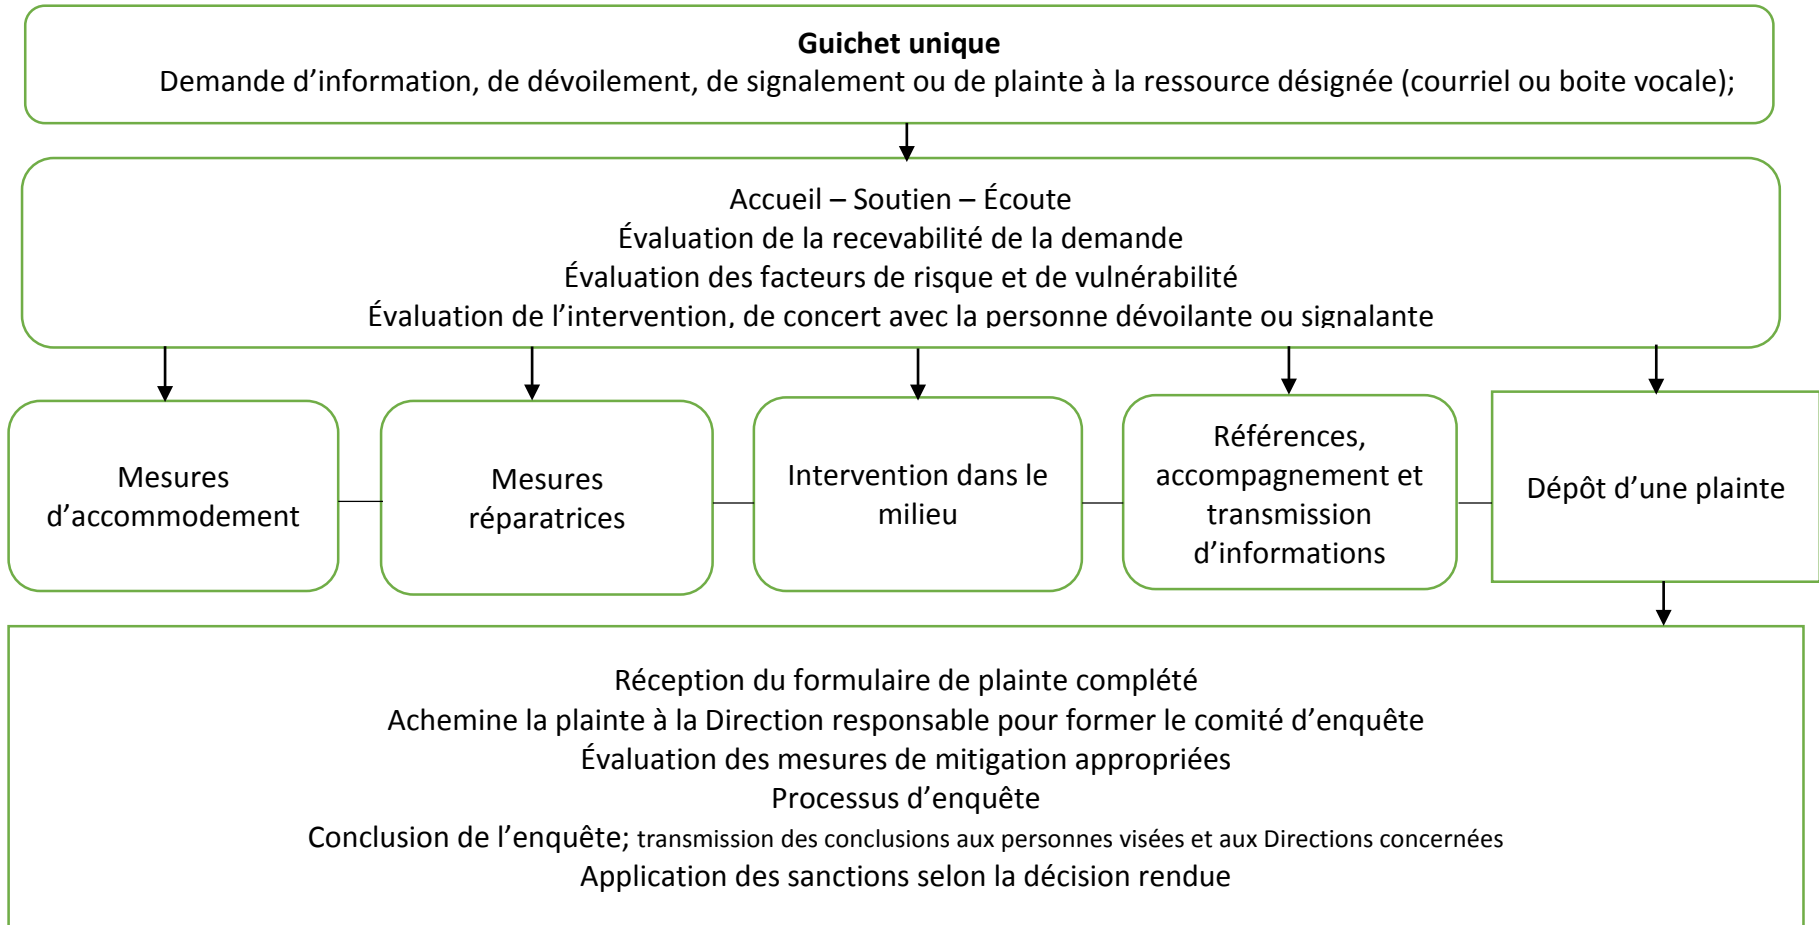 Guichet unique
Demande d’information, de dévoilement, de signalement ou de plainte à la ressource désignée (courriel ou boite vocale);
Accueil – Soutien – Écoute
Évaluation de la recevabilité de la demande
Évaluation des facteurs de risque et de vulnérabilité
Évaluation de l’intervention, de concert avec la personne dévoilante ou signalante
Mesures
d’accommodement
Mesures
réparatrices
Intervention dans le
milieu
Références,
accompagnement et
transmission
d’informations
Dépôt d’une plainte
Réception du formulaire de plainte complété
Achemine la plainte à la Direction responsable pour former le comité d’enquête
Évaluation des mesures de mitigation appropriées
Processus d’enquête
Conclusion de l’enquête; transmission des conclusions aux personnes visées et aux Directions concernées
Application des sanctions selon la décision rendue